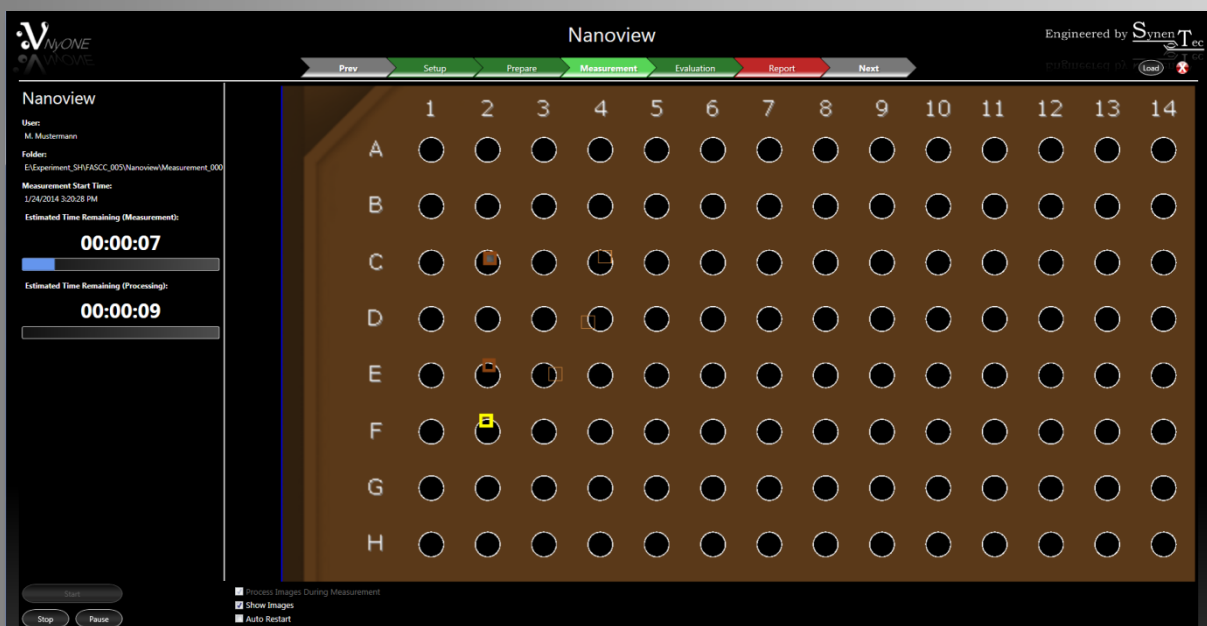 Nanoview
NyONE
Engineered by SynenTec
Prev Setup Prepare Measurement Evaluation Report Next
Load
Nanoview
User:
M. Mustermann
Folder:
E:\Experiment_SH\FASCC_005\Nanoview\Measurement_000
Measurement Start Time:
1/24/2014 3:20:28 PM
Estimated Time Remaining (Measurement):
00:00:07
Estimated Time Remaining (Processing):
00:00:09
1 2 3 4 5 6 7 8 9 10 11 12 13 14
A
B
C
D
E
F
G
H
Start
Stop Pause
Process Images During Measurement
Show Images
Auto Restart